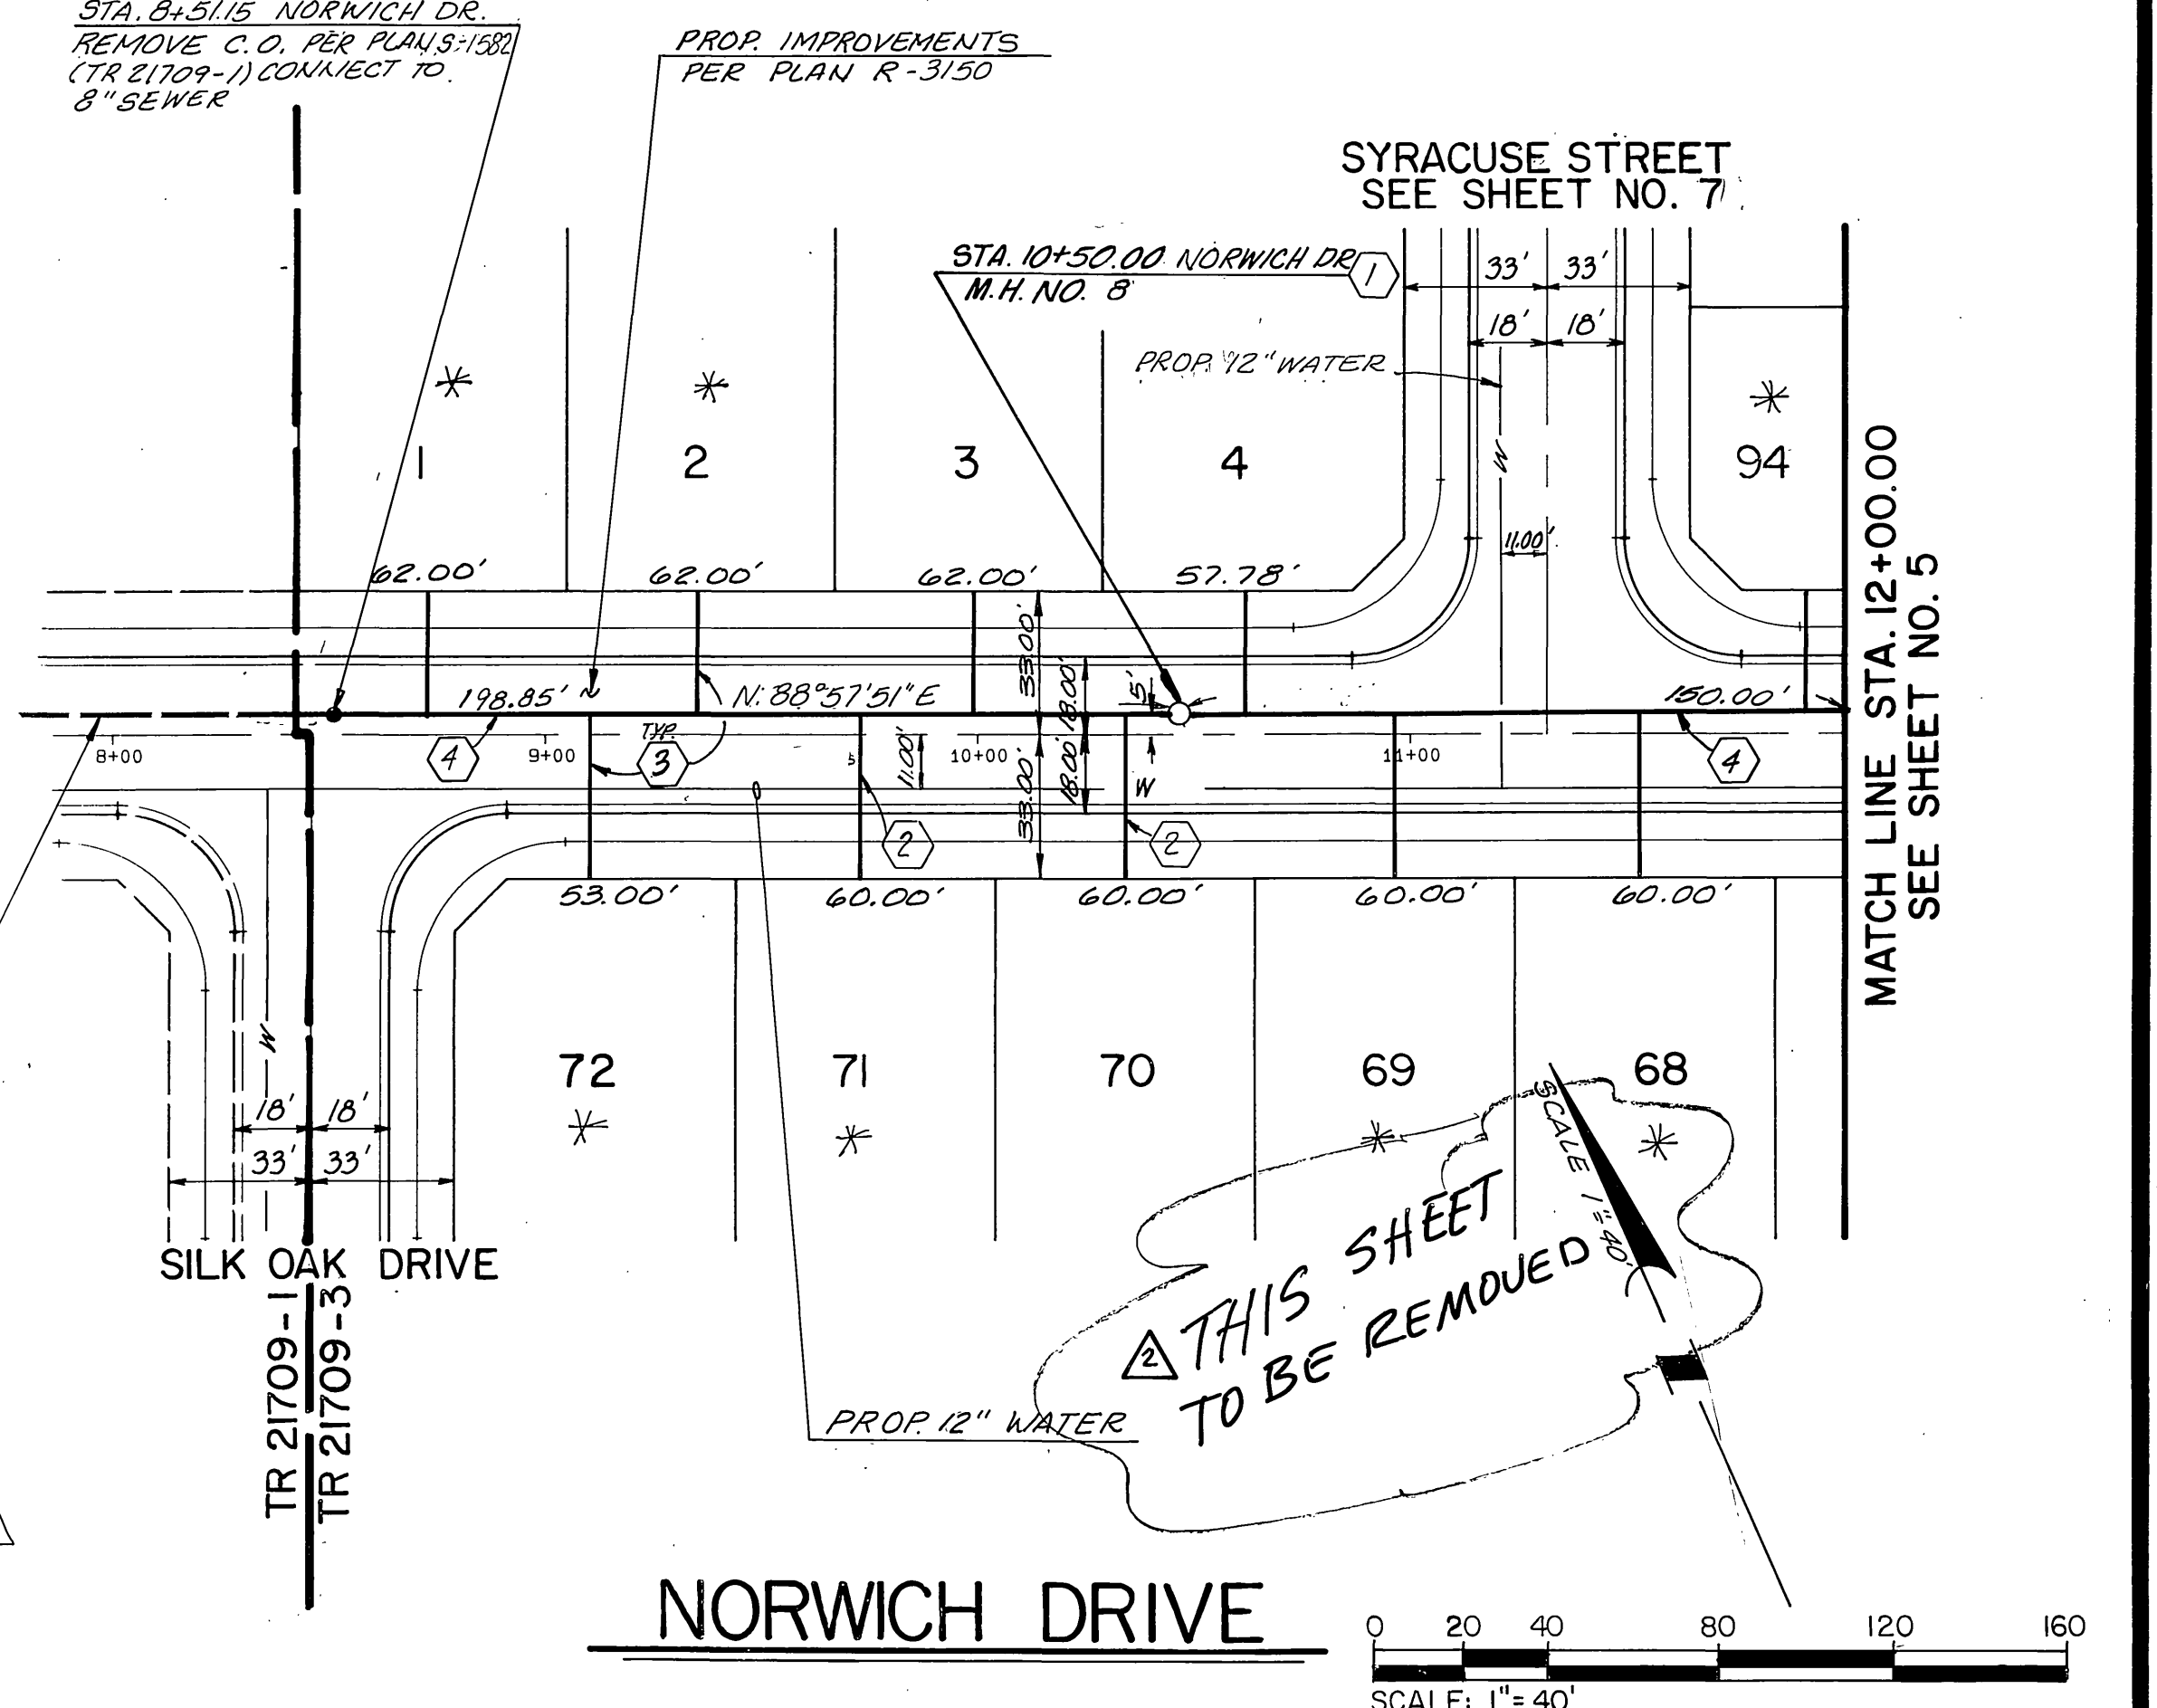 STA. 8+51.15 NORWICH DR.
REMOVE C.O. PER PLAN S-1582
(TR 21709-1) CONNECT TO
8" SEWER
PROP. IMPROVEMENTS
PER PLAN R-3150
SYRACUSE STREET
SEE SHEET NO. 7
STA. 10+50.00 NORWICH DR
M.H. NO. 8
1
33' 33'
18' 18'
PROP. 12" WATER
W
11.00'
1 2 3 4 94
62.00' 62.00' 62.00' 57.78'
MATCH LINE STA. 12+00.00
SEE SHEET NO. 5
198.85' N. 88°57'51" E
33.00' 18.00' 5'
150.00'
8+00 9+00 10+00 11+00
4 TYP. 3 11.00' 4
33.00' 18.00' W
2 2
53.00' 60.00' 60.00' 60.00' 60.00'
W
72 71 70 69 68
18' 18'
33' 33'
SILK OAK DRIVE
TR 21709-1
TR 21709-3
SCALE 1"=40'
2 THIS SHEET
TO BE REMOVED
PROP. 12" WATER
NORWICH DRIVE
0 20 40 80 120 160
SCALE: 1"= 40'